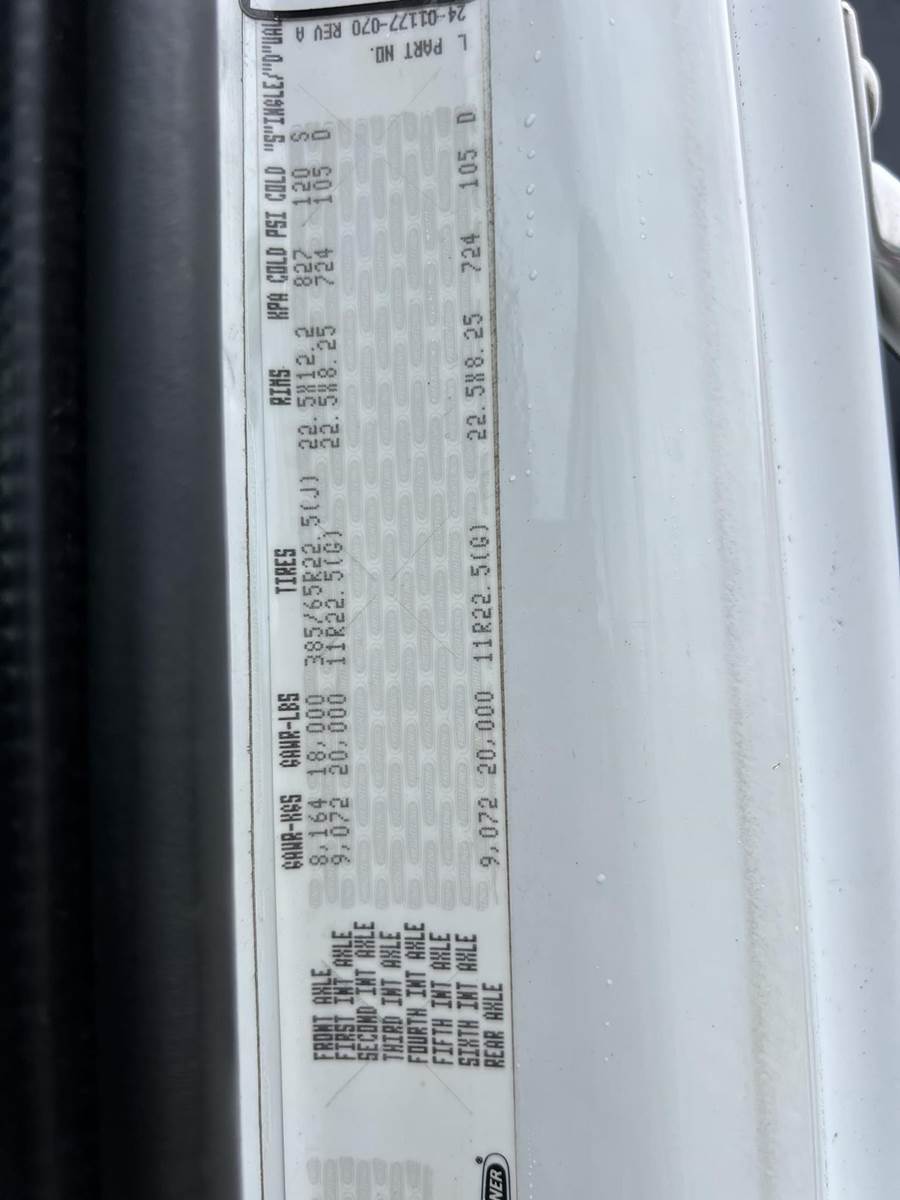 GAWR-KGS GAWR-LBS TIRES RIMS KPA COLD PSI COLD "S"INGLE/"D"UAL
FRONT AXLE 8,164 18,000 385/65R22.5(J) 22.5X12.2 827 120 S
FIRST INT AXLE 9,072 20,000 11R22.5(G) 22.5X8.25 724 105 D
SECOND INT AXLE
THIRD INT AXLE
FOURTH INT AXLE
FIFTH INT AXLE
SIXTH INT AXLE
REAR AXLE 9,072 20,000 11R22.5(G) 22.5X8.25 724 105 D
L PART NO.
24-01177-070 REV A